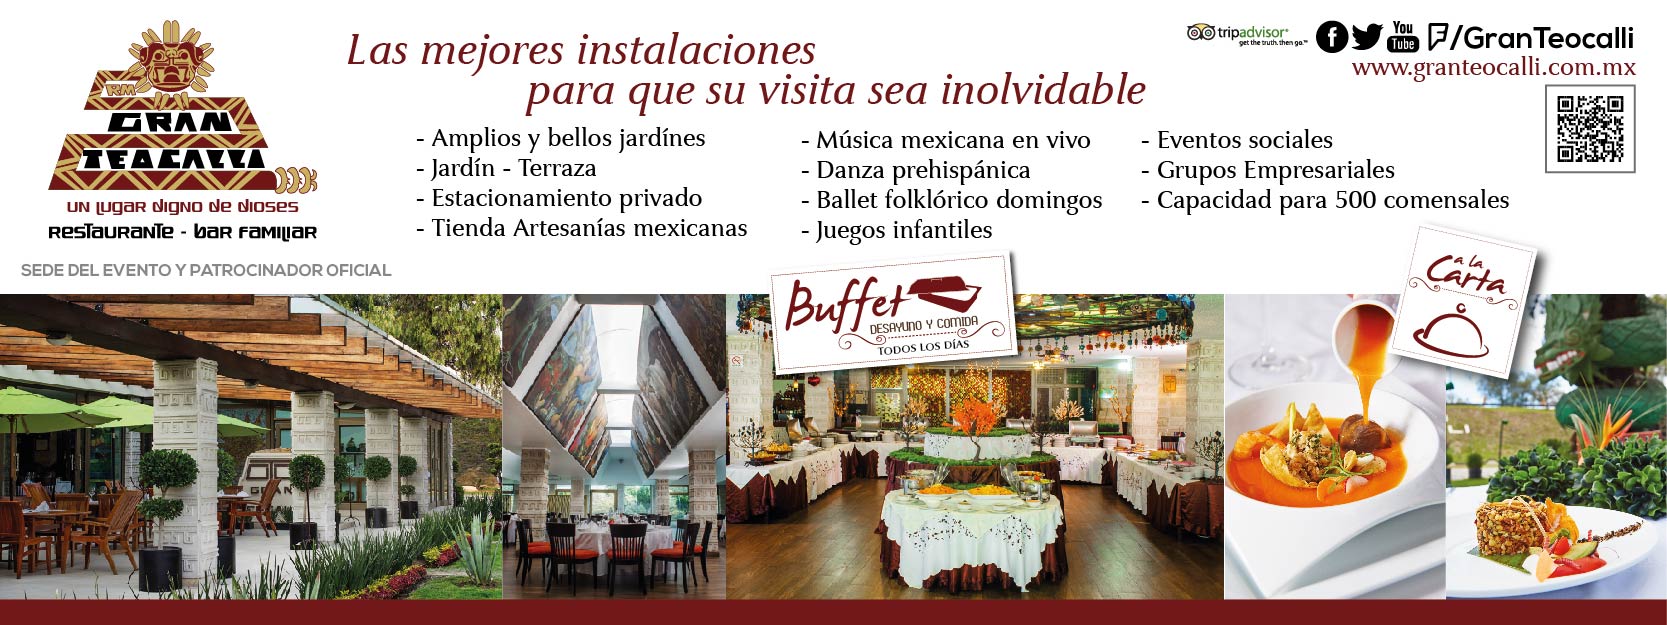 RM
GRAN
TEOCALLI
UN LUGAR DIGNO DE DIOSES
RESTAURANTE - BAR FAMILIAR
SEDE DEL EVENTO Y PATROCINADOR OFICIAL
Las mejores instalaciones
para que su visita sea inolvidable
- Amplios y bellos jardínes
- Jardín - Terraza
- Estacionamiento privado
- Tienda Artesanías mexicanas
- Música mexicana en vivo
- Danza prehispánica
- Ballet folklórico domingos
- Juegos infantiles
- Eventos sociales
- Grupos Empresariales
- Capacidad para 500 comensales
tripadvisor®
get the truth. then go.™
You
Tube
/GranTeocalli
www.granteocalli.com.mx
Buffet
DESAYUNO Y COMIDA
TODOS LOS DÍAS
a la
Carta
GRAN